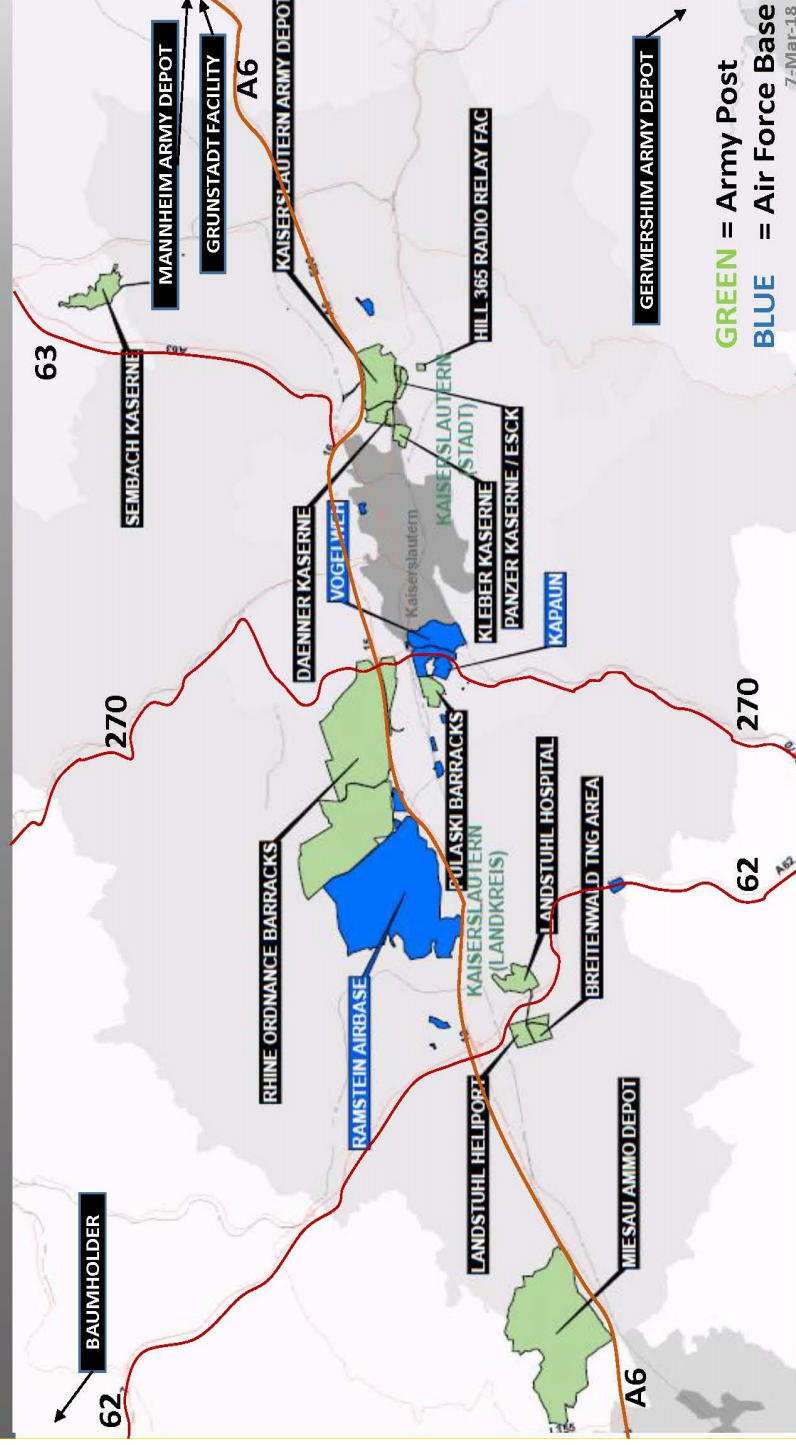 BAUMHOLDER
62
A6
L355
MIESAU AMMO DEPOT
LANDSTUHL HELIPORT
RAMSTEIN AIRBASE
RHINE ORDNANCE BARRACKS
KAISERSLAUTERN
(LANDKREIS)
BREITENWALD TNG AREA
LANDSTUHL HOSPITAL
62
A62
PULASKI BARRACKS
270
270
KAPAUN
VOGELWEH
DAENNER KASERNE
Kaiserslautern
KLEBER KASERNE
PANZER KASERNE / ESCK
KAISERSLAUTERN
(STADT)
SEMBACH KASERNE
63
A63
HILL 365 RADIO RELAY FAC
KAISERSLAUTERN ARMY DEPOT
MANNHEIM ARMY DEPOT
GRUNSTADT FACILITY
A6
GERMERSHIM ARMY DEPOT
GREEN = Army Post
BLUE = Air Force Base
7-Mar-18